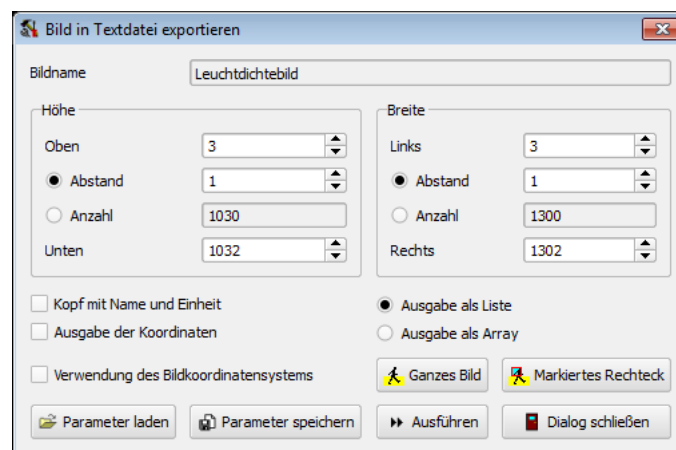 Bild in Textdatei exportieren
Bildname Leuchtdichtebild
Höhe Breite
Oben 3 Links 3
Abstand 1 Abstand 1
Anzahl 1030 Anzahl 1300
Unten 1032 Rechts 1302
Kopf mit Name und Einheit Ausgabe als Liste
Ausgabe der Koordinaten Ausgabe als Array
Verwendung des Bildkoordinatensystems Ganzes Bild Markiertes Rechteck
Parameter laden Parameter speichern Ausführen Dialog schließen